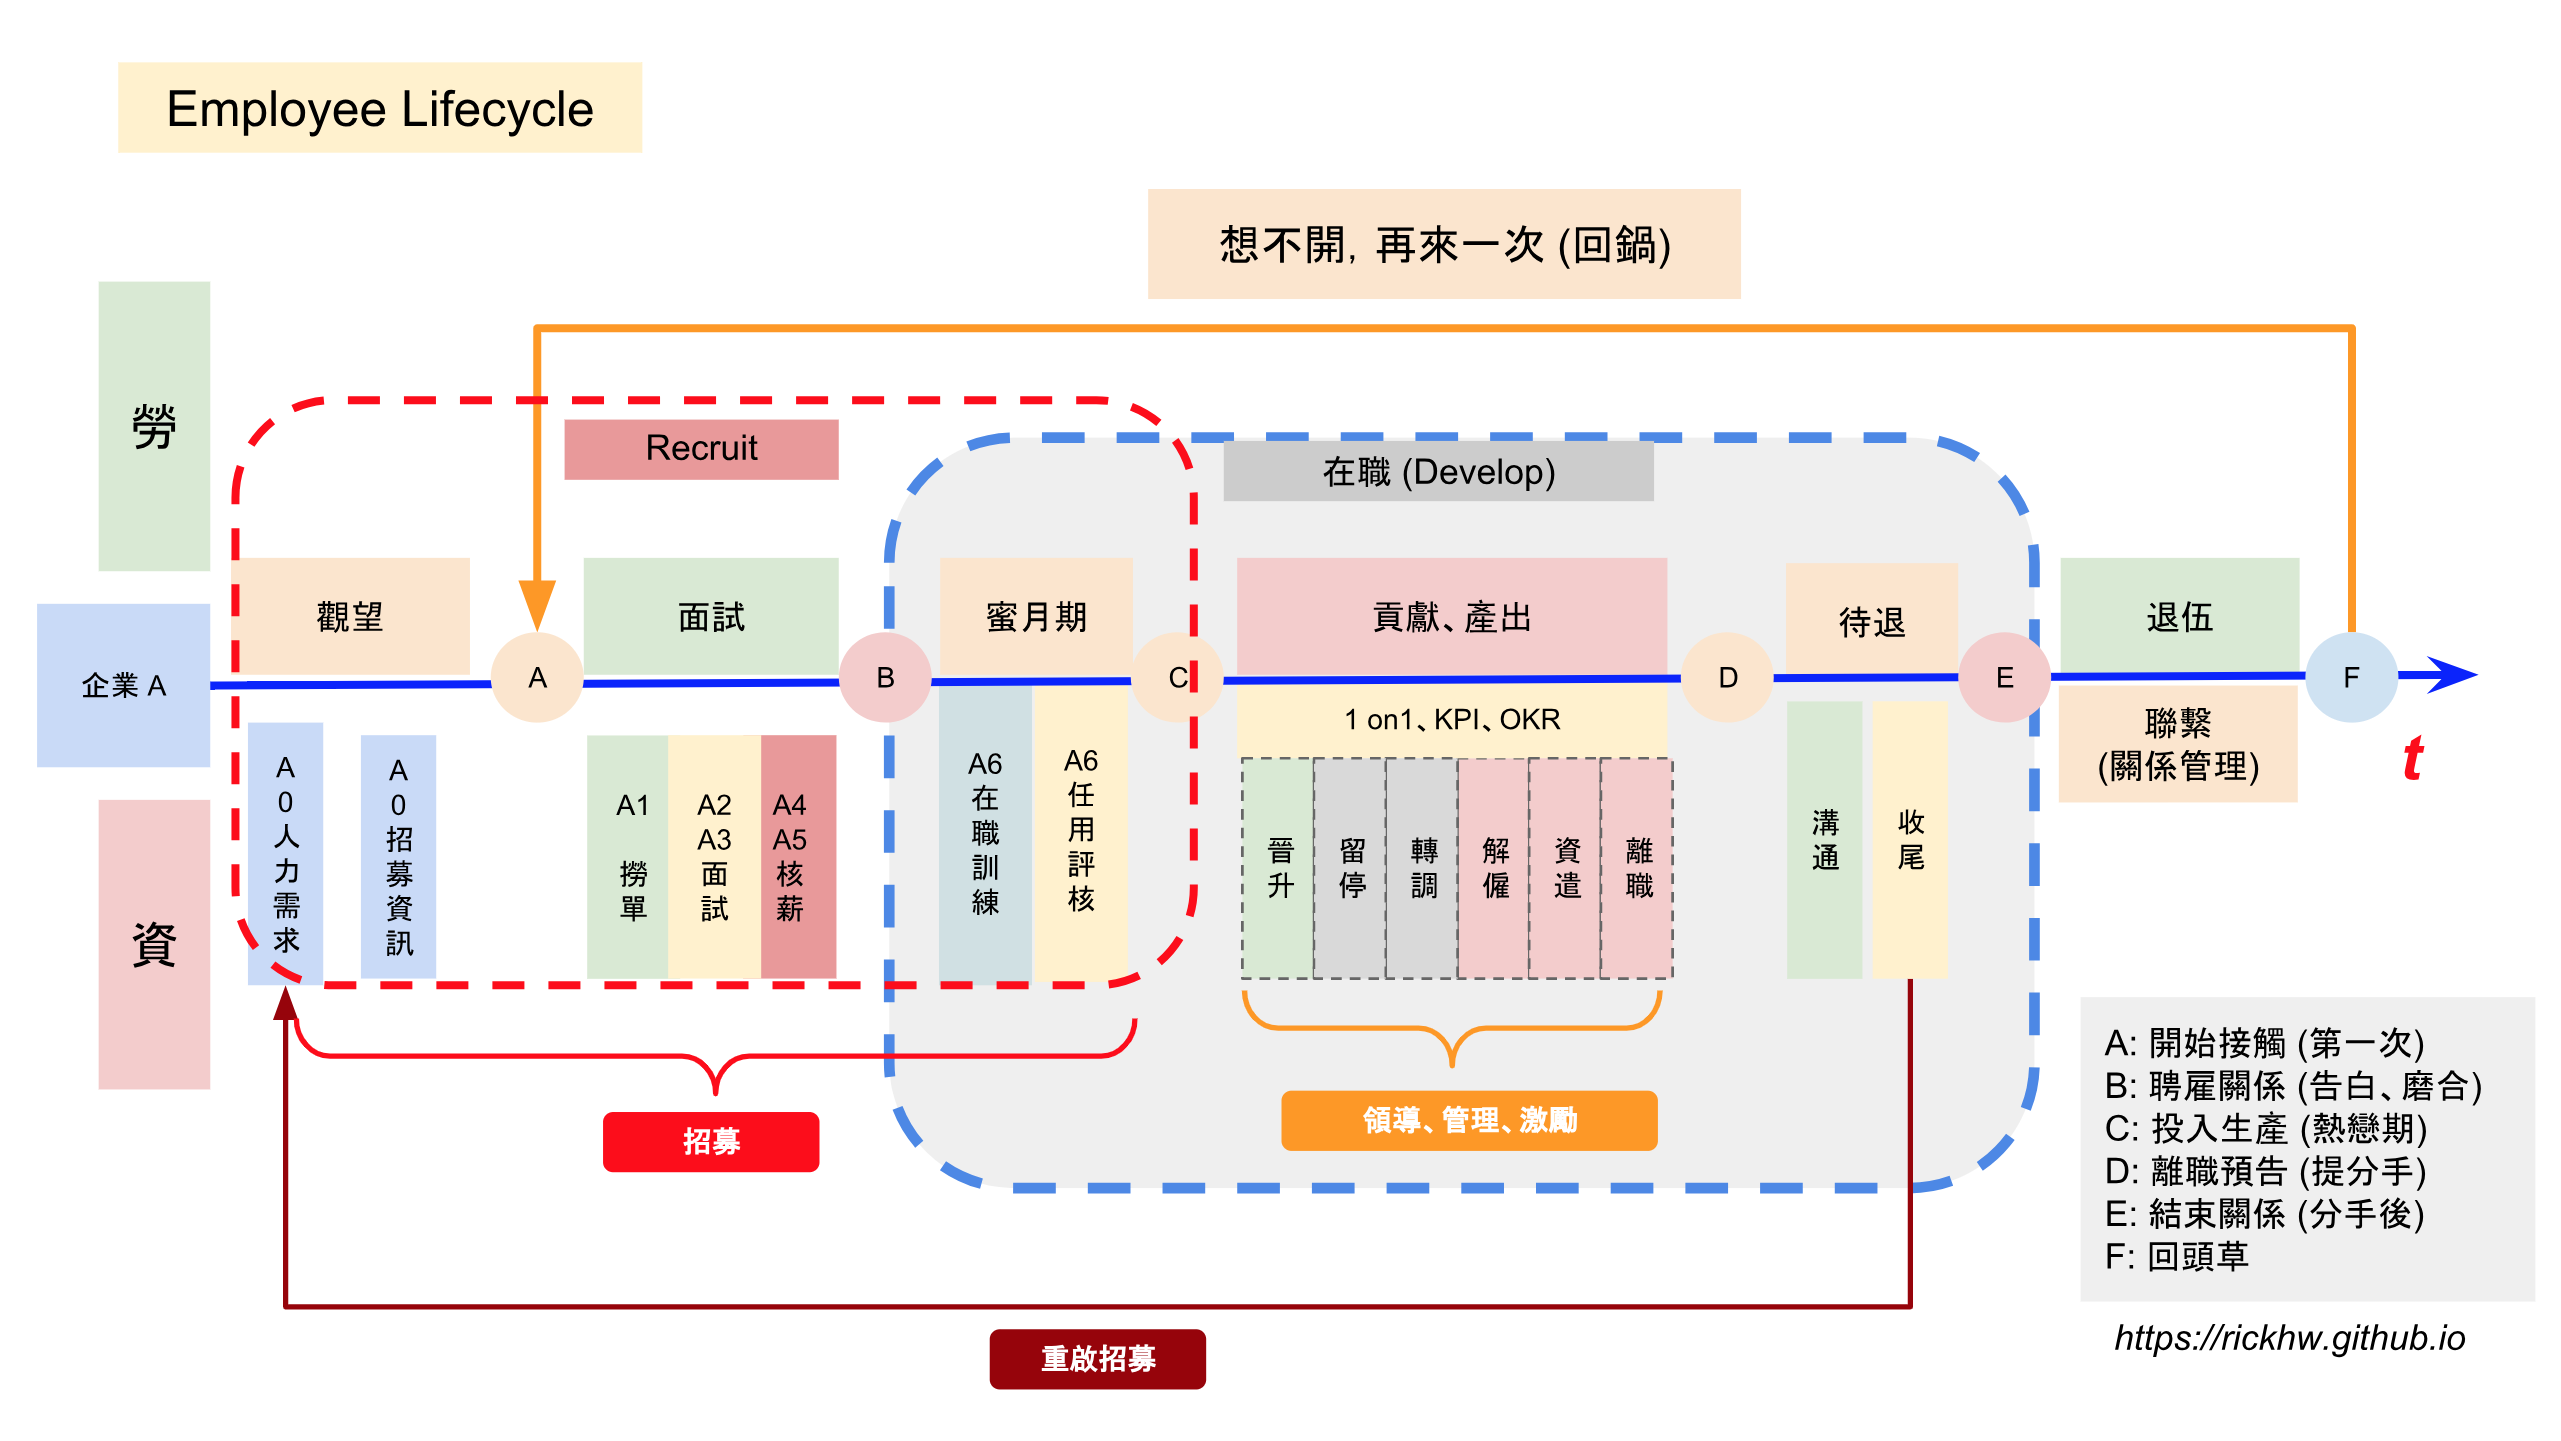 Employee Lifecycle
想不開，再來一次 (回鍋)
勞
企業 A
資
Recruit
在職 (Develop)
觀望
A
面試
B
蜜月期
C
貢獻、產出
D
待退
E
退伍
F
t
A0人力需求
A0招募資訊
A1 撈單
A2 A3 面試
A4 A5 核薪
A6 在職訓練
A6 任用評核
1 on1、KPI、OKR
晉升
留停
轉調
解僱
資遣
離職
溝通
收尾
聯繫
(關係管理)
招募
領導、管理、激勵
重啟招募
A: 開始接觸 (第一次)
B: 聘雇關係 (告白、磨合)
C: 投入生產 (熱戀期)
D: 離職預告 (提分手)
E: 結束關係 (分手後)
F: 回頭草
https://rickhw.github.io